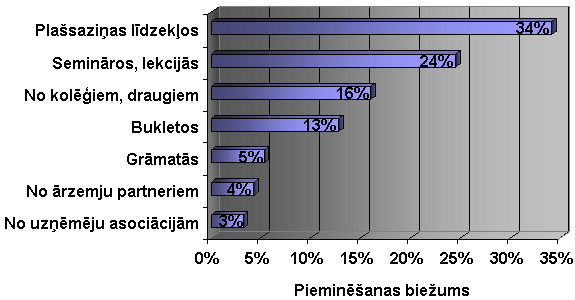 Plašsaziņas līdzekļos
34%
Semināros, lekcijās
24%
No kolēģiem, draugiem
16%
Bukletos
13%
Grāmatās
5%
No ārzemju partneriem
4%
No uzņēmēju asociācijām
3%
0% 5% 10% 15% 20% 25% 30% 35%
Pieminēšanas biežums